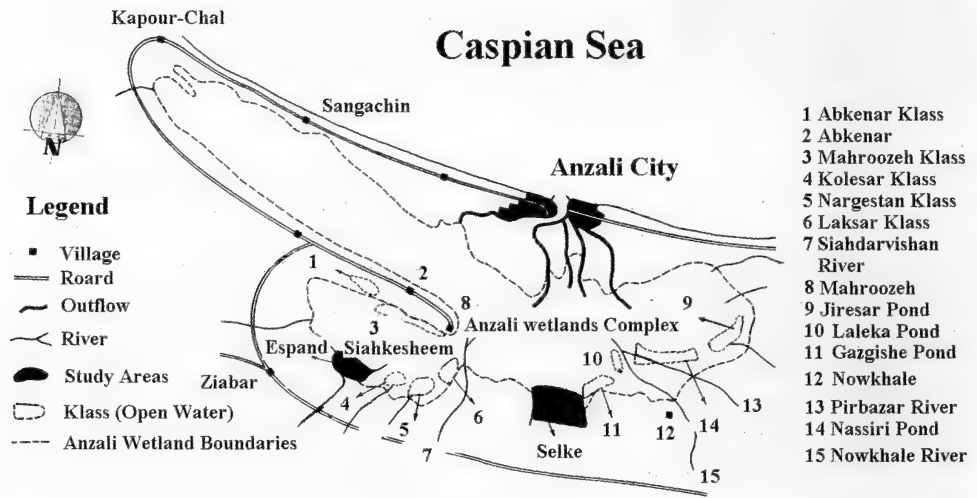 Kapour-Chal
Caspian Sea
Sangachin
N
Anzali City
Legend
Village
Roard
Outflow
River
Study Areas
Klass (Open Water)
Anzali Wetland Boundaries
1
2
8
9
3
Anzali wetlands Complex
Espand Siahkesheem
10
Ziabar
4
5
6
11
12
14
13
7
Selke
15
1 Abkenar Klass
2 Abkenar
3 Mahroozeh Klass
4 Kolesar Klass
5 Nargestan Klass
6 Laksar Klass
7 Siahdarvishan
River
8 Mahroozeh
9 Jiresar Pond
10 Laleka Pond
11 Gazgishe Pond
12 Nowkhale
13 Pirbazar River
14 Nassiri Pond
15 Nowkhale River